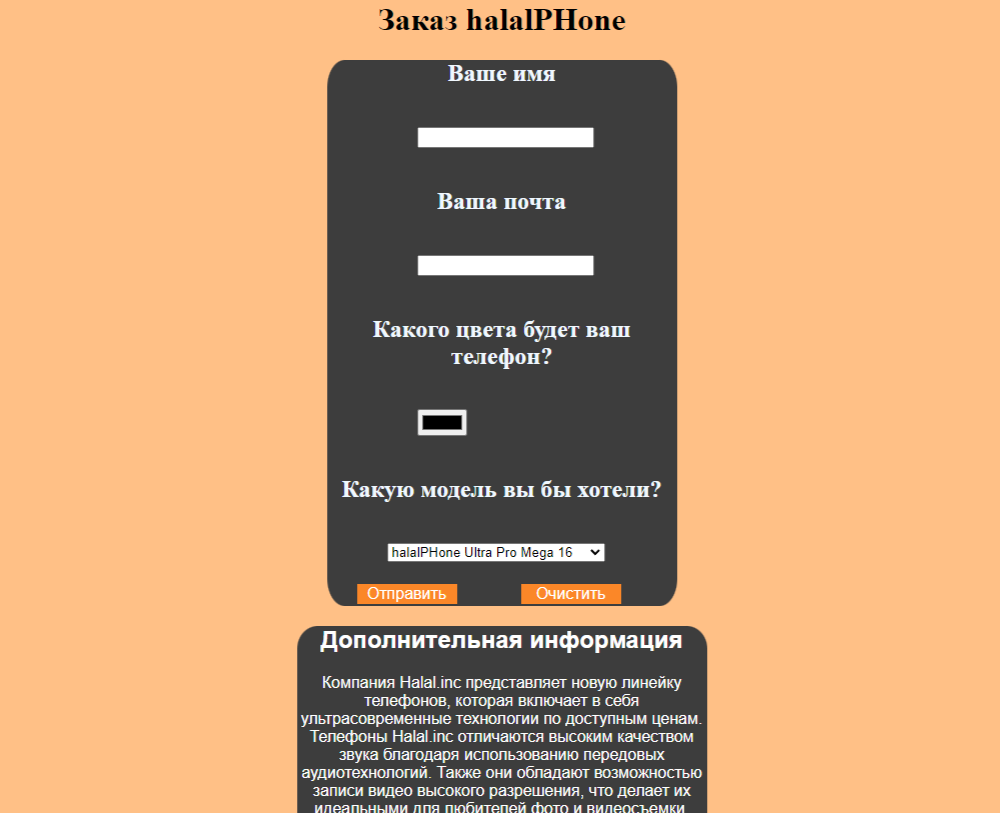 Заказ halalPHone
Ваше имя
Ваша почта
Какого цвета будет ваш
телефон?
Какую модель вы бы хотели?
halalPHone Ultra Pro Mega 16
Отправить
Очистить
Дополнительная информация
Компания Halal.inc представляет новую линейку
телефонов, которая включает в себя
ультрасовременные технологии по доступным ценам.
Телефоны Halal.inc отличаются высоким качеством
звука благодаря использованию передовых
аудиотехнологий. Также они обладают возможностью
записи видео высокого разрешения, что делает их
идеальными для любителей фото и видеосъемки